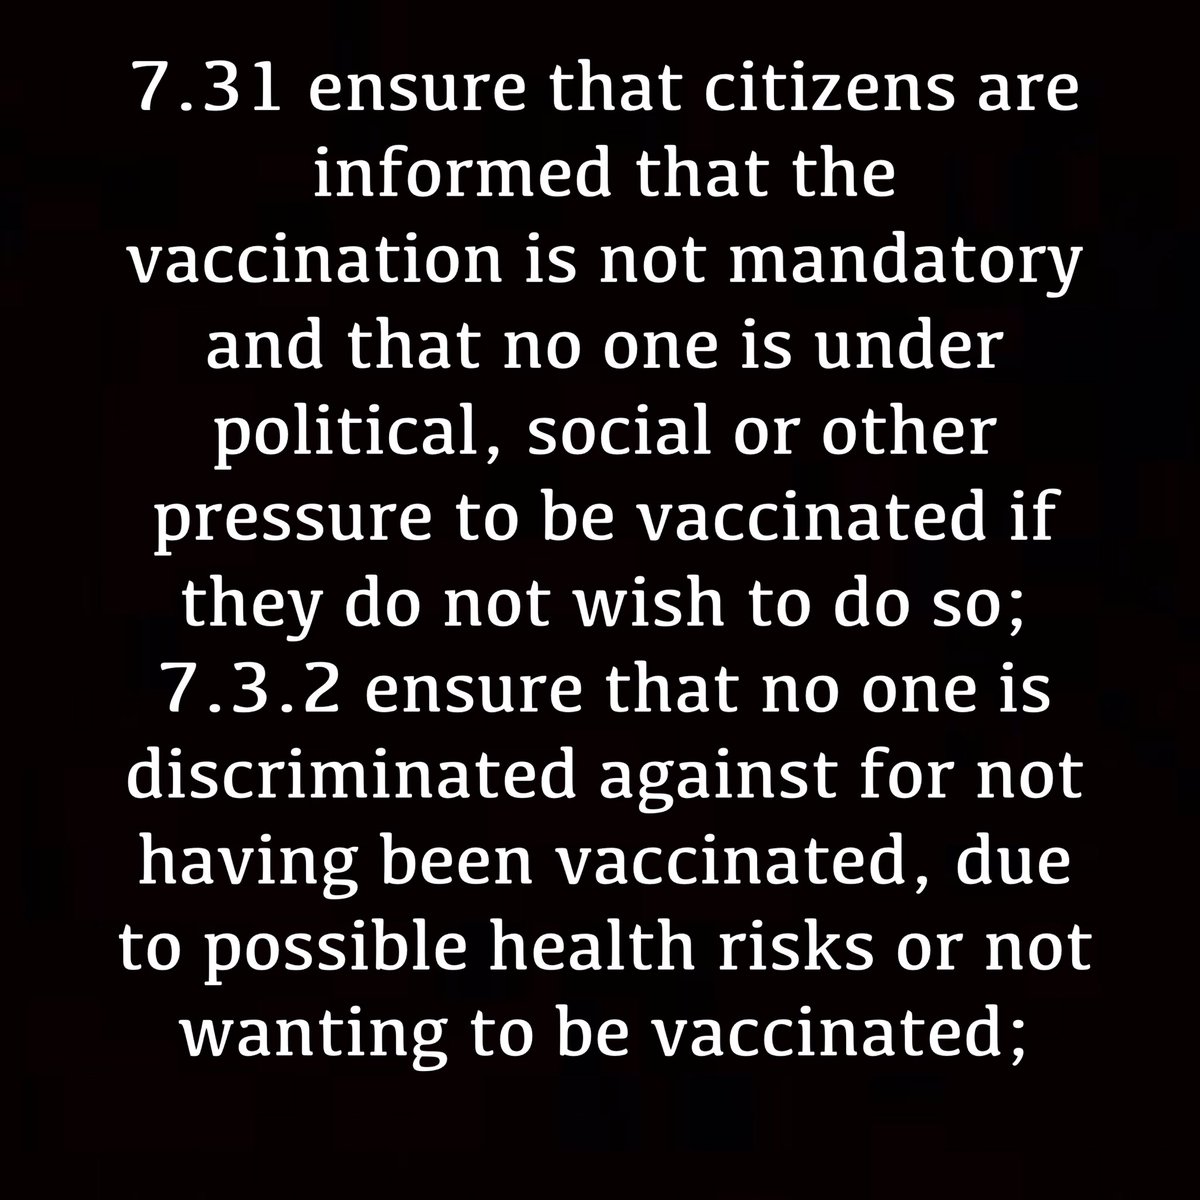 7.31 ensure that citizens are
informed that the
vaccination is not mandatory
and that no one is under
political, social or other
pressure to be vaccinated if
they do not wish to do so;
7.3.2 ensure that no one is
discriminated against for not
having been vaccinated, due
to possible health risks or not
wanting to be vaccinated;